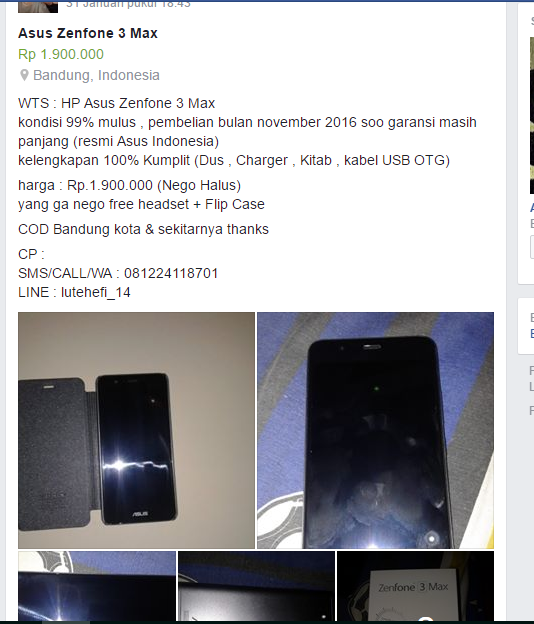 31 Januari pukul 18:43
Asus Zenfone 3 Max
Rp 1.900.000
Bandung, Indonesia
WTS : HP Asus Zenfone 3 Max
kondisi 99% mulus , pembelian bulan november 2016 soo garansi masih
panjang (resmi Asus Indonesia)
kelengkapan 100% Kumplit (Dus , Charger , Kitab , kabel USB OTG)
harga : Rp.1.900.000 (Nego Halus)
yang ga nego free headset + Flip Case
COD Bandung kota & sekitarnya thanks
CP :
SMS/CALL/WA : 081224118701
LINE : lutehefi_14
ASUS
Zenfone 3 Max